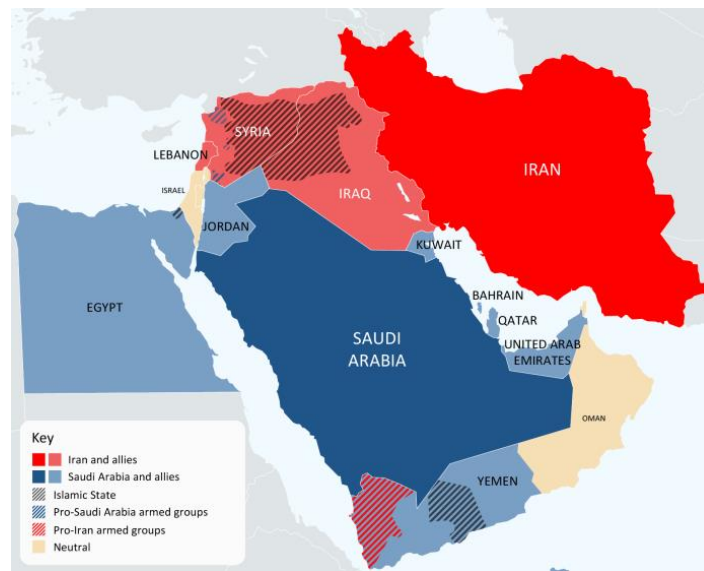 SYRIA
LEBANON
IRAN
ISRAEL
IRAQ
JORDAN
KUWAIT
BAHRAIN
EGYPT
QATAR
SAUDI
ARABIA
UNITED ARAB
EMIRATES
OMAN
YEMEN
Key
Iran and allies
Saudi Arabia and allies
Islamic State
Pro-Saudi Arabia armed groups
Pro-Iran armed groups
Neutral